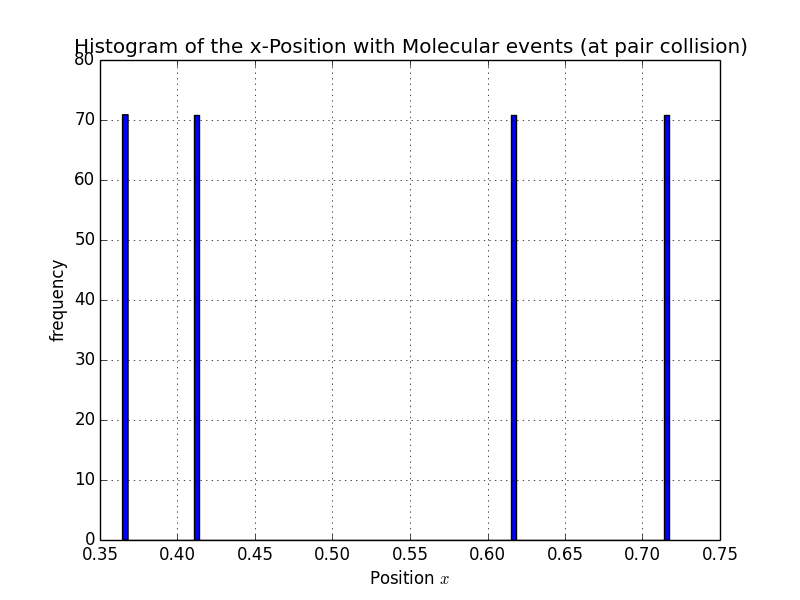 Histogram of the x-Position with Molecular events (at pair collision)
80
70
60
50
40
30
20
10
0
frequency
0.35 0.40 0.45 0.50 0.55 0.60 0.65 0.70 0.75
Position x